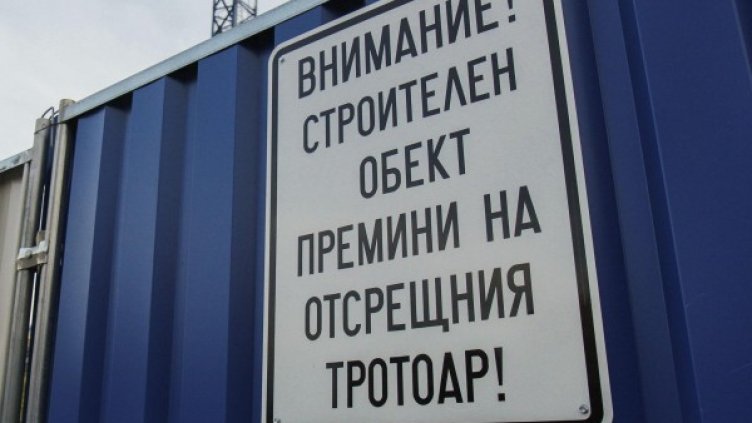 ВНИМАНИЕ!
СТРОИТЕЛЕН
ОБЕКТ
ПРЕМИНИ НА
ОТСРЕЩНИЯ
ТРОТОАР!